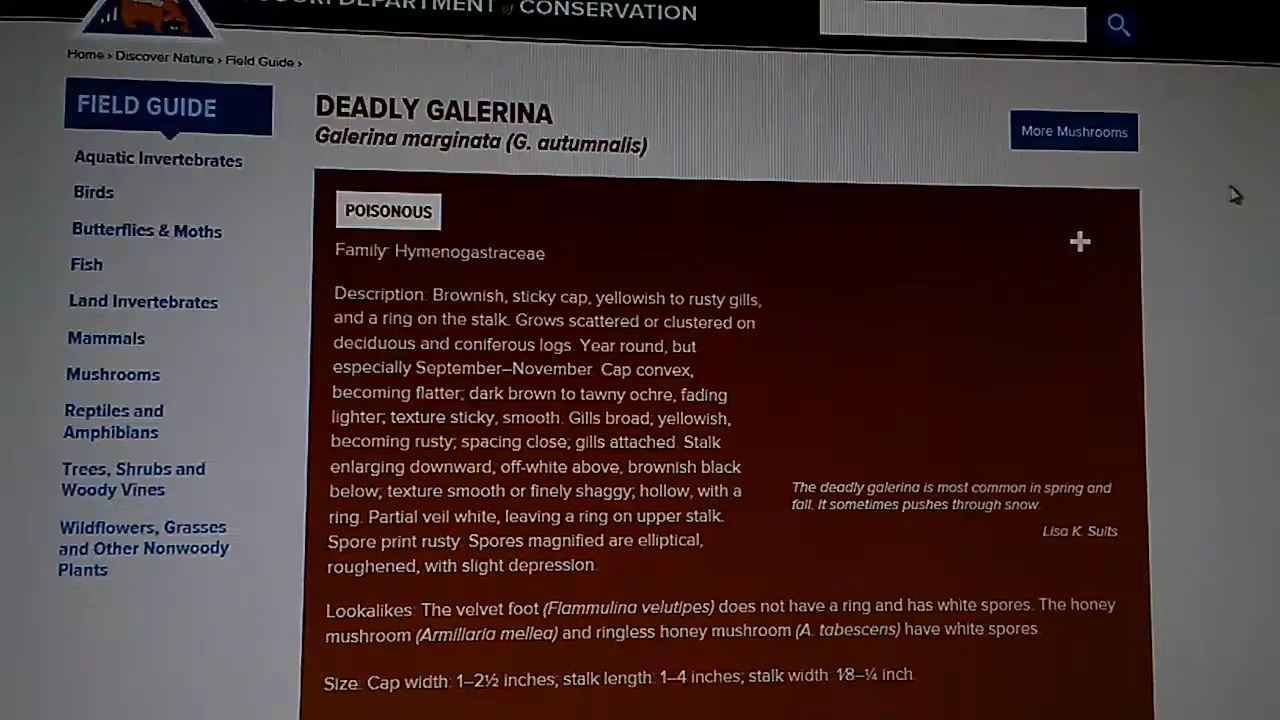 DEPARTMENT of CONSERVATION
Home › Discover Nature › Field Guide ›
FIELD GUIDE
Aquatic Invertebrates
Birds
Butterflies & Moths
Fish
Land Invertebrates
Mammals
Mushrooms
Reptiles and
Amphibians
Trees, Shrubs and
Woody Vines
Wildflowers, Grasses
and Other Nonwoody
Plants
DEADLY GALERINA
Galerina marginata (G. autumnalis)
More Mushrooms
POISONOUS
Family: Hymenogastraceae
Description: Brownish, sticky cap, yellowish to rusty gills,
and a ring on the stalk. Grows scattered or clustered on
deciduous and coniferous logs. Year round, but
especially September–November. Cap convex,
becoming flatter; dark brown to tawny ochre, fading
lighter; texture sticky, smooth. Gills broad; yellowish,
becoming rusty; spacing close; gills attached. Stalk
enlarging downward, off-white above, brownish black
below; texture smooth or finely shaggy; hollow, with a
ring. Partial veil white, leaving a ring on upper stalk.
Spore print rusty. Spores magnified are elliptical,
roughened, with slight depression.
The deadly galerina is most common in spring and
fall. It sometimes pushes through snow.
Lisa K. Suits
Lookalikes: The velvet foot (Flammulina velutipes) does not have a ring and has white spores. The honey
mushroom (Armillaria mellea) and ringless honey mushroom (A. tabescens) have white spores.
Size: Cap width: 1–2½ inches; stalk length: 1–4 inches; stalk width: 1⁄8–¼ inch.